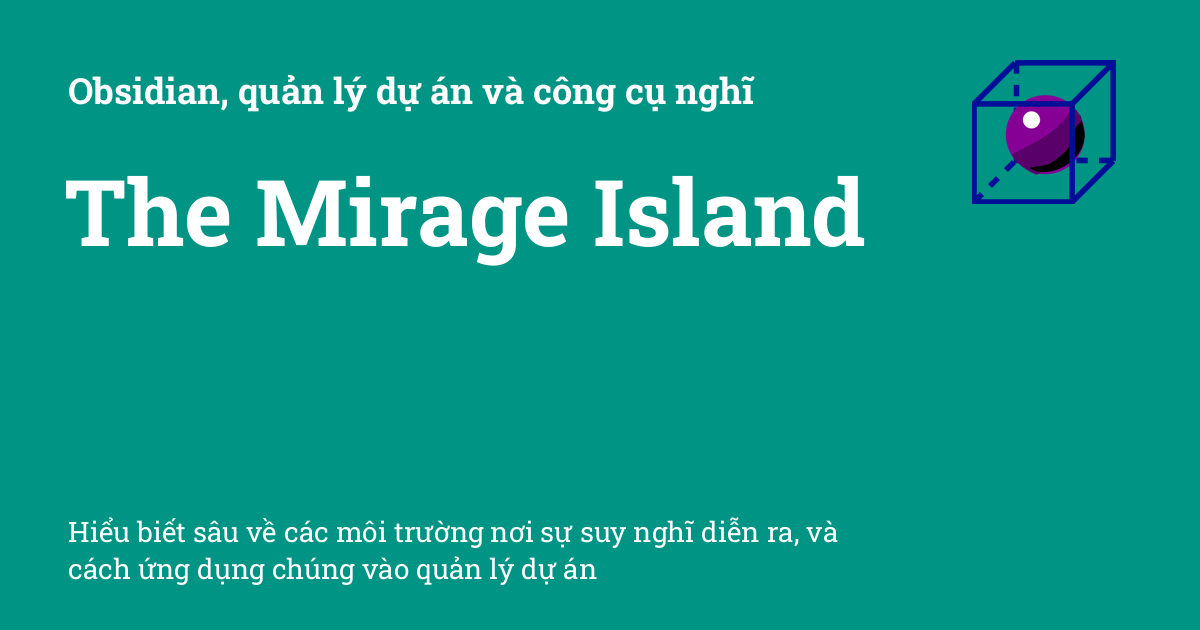 Obsidian, quản lý dự án và công cụ nghĩ
The Mirage Island
Hiểu biết sâu về các môi trường nơi sự suy nghĩ diễn ra, và
cách ứng dụng chúng vào quản lý dự án